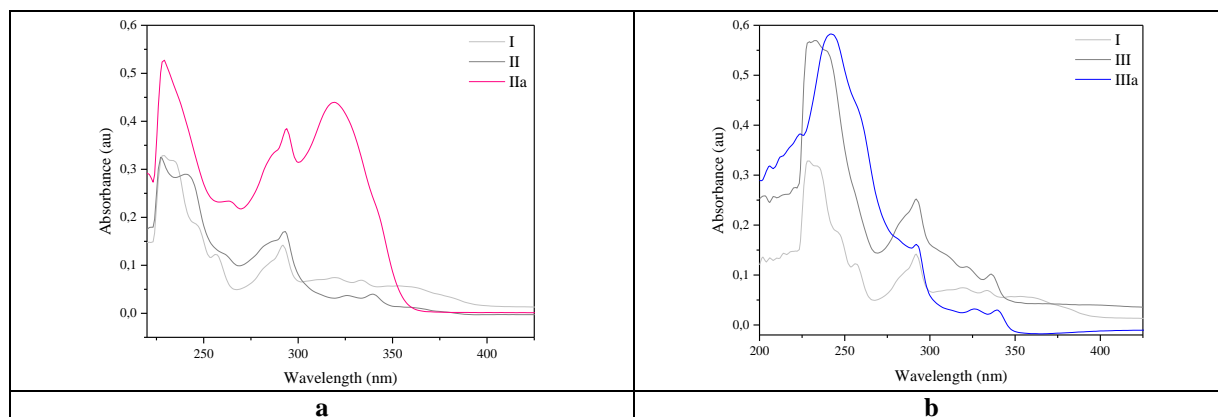 0,6
0,5
0,4
0,3
0,2
0,1
0,0
Absorbance (au)
I
II
IIa
250
300
350
400
Wavelength (nm)
a
0,6
0,5
0,4
0,3
0,2
0,1
0,0
Absorbance (au)
I
III
IIIa
200
250
300
350
400
Wavelength (nm)
b